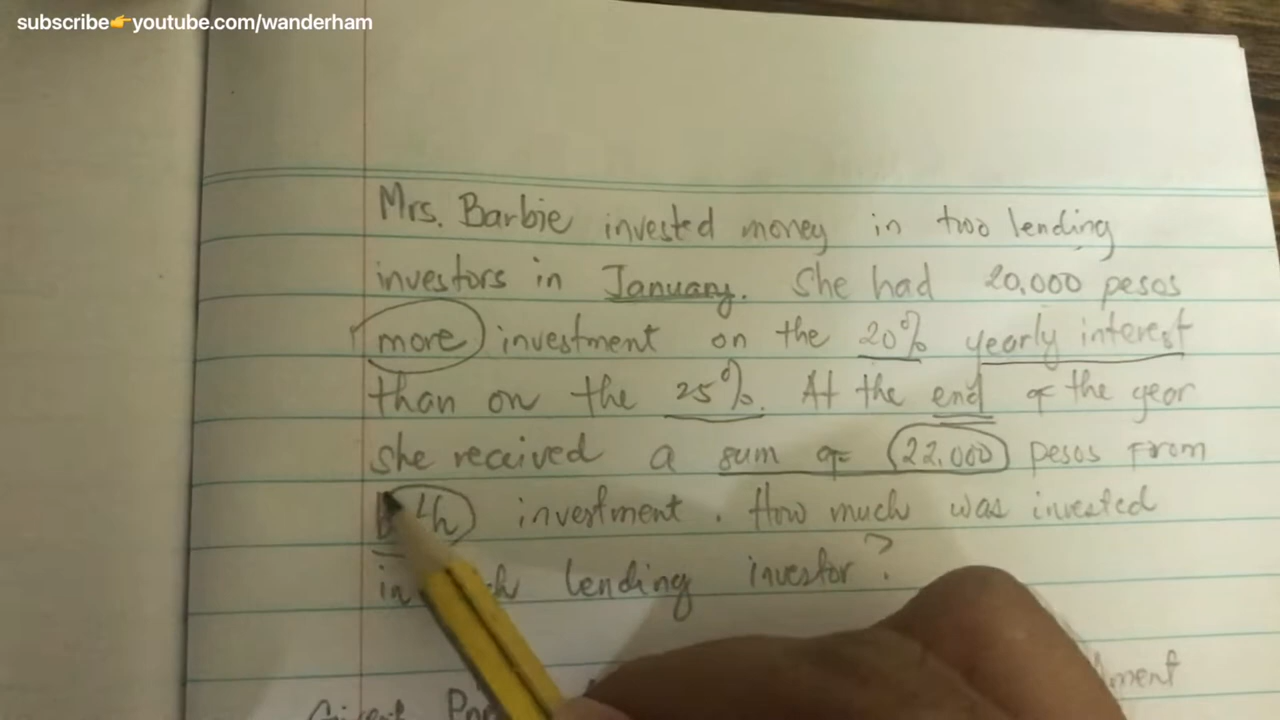 subscribe👉youtube.com/wanderham
Mrs. Barbie invested money in two lending
investors in January. She had 20,000 pesos
more investment on the 20% yearly interest
than on the 25%. At the end of the year
she received a sum of 22,000 pesos from
investment. How much was invested
in lending investor?
Given